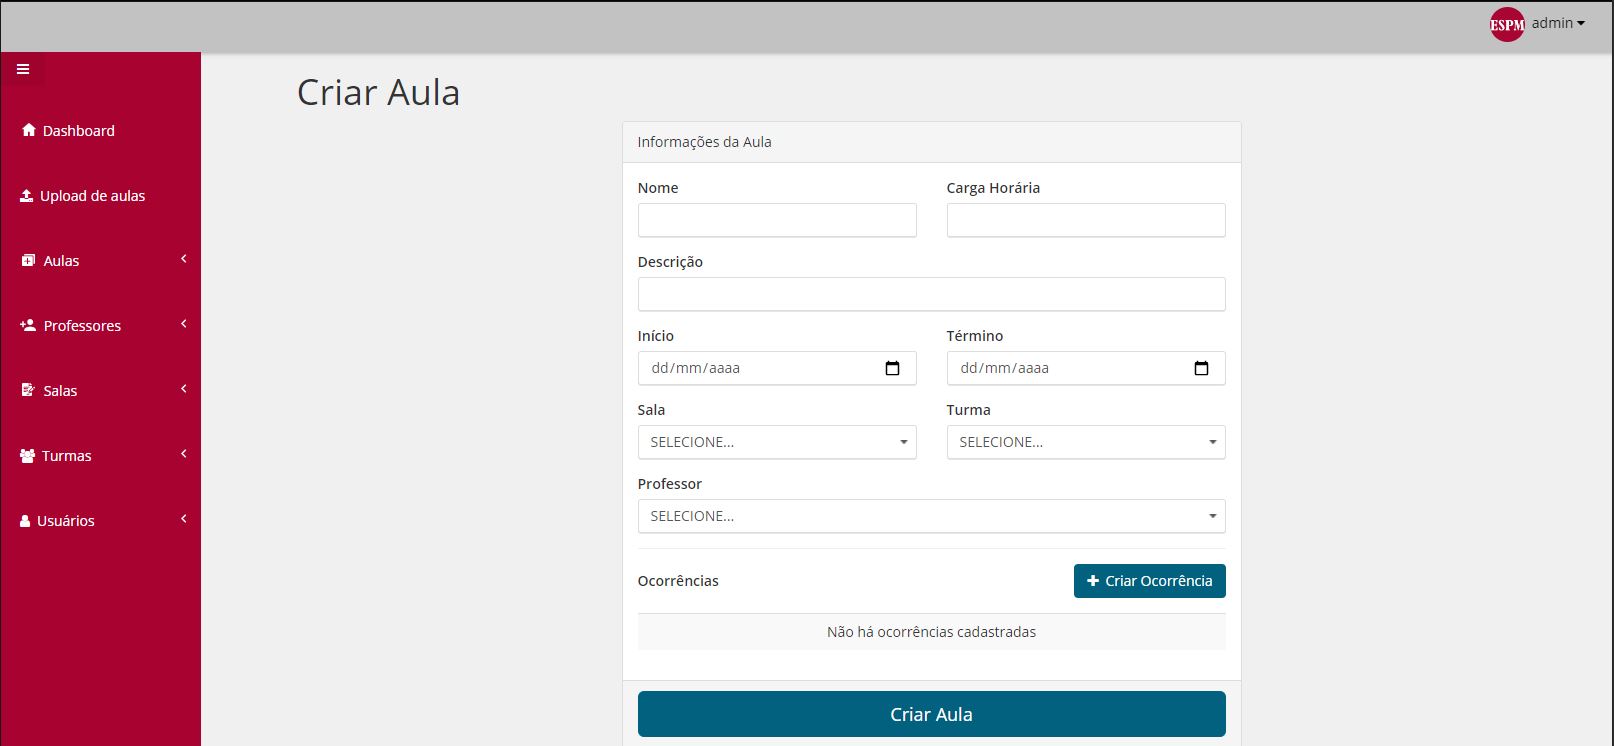 ESPM admin
Criar Aula
Dashboard
Upload de aulas
Aulas
Professores
Salas
Turmas
Usuários
Informações da Aula
Nome Carga Horária
Descrição
Início Término
dd/mm/aaaa dd/mm/aaaa
Sala Turma
SELECIONE... SELECIONE...
Professor
SELECIONE...
Ocorrências Criar Ocorrência
Não há ocorrências cadastradas
Criar Aula